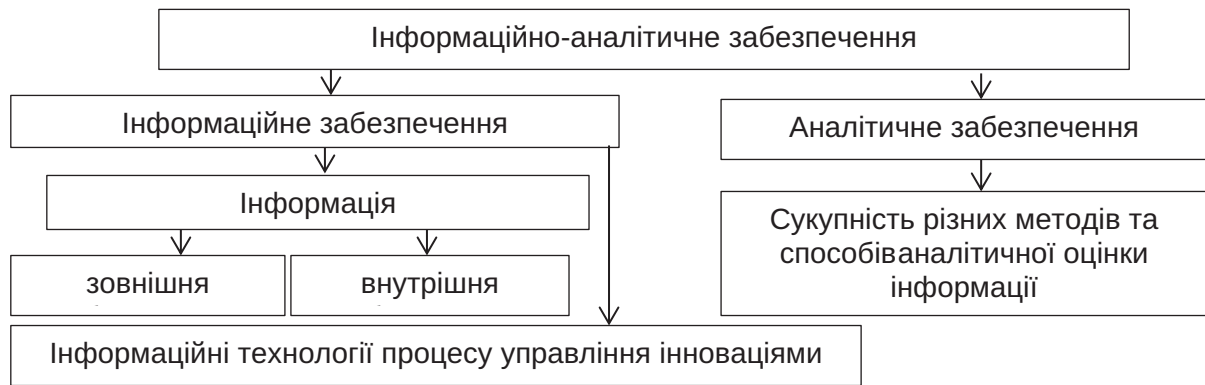 Інформаційно-аналітичне забезпечення
Інформаційне забезпечення
Аналітичне забезпечення
Інформація
Сукупність різних методів та
способіваналітичної оцінки
інформації
зовнішня
внутрішня
Інформаційні технології процесу управління інноваціями